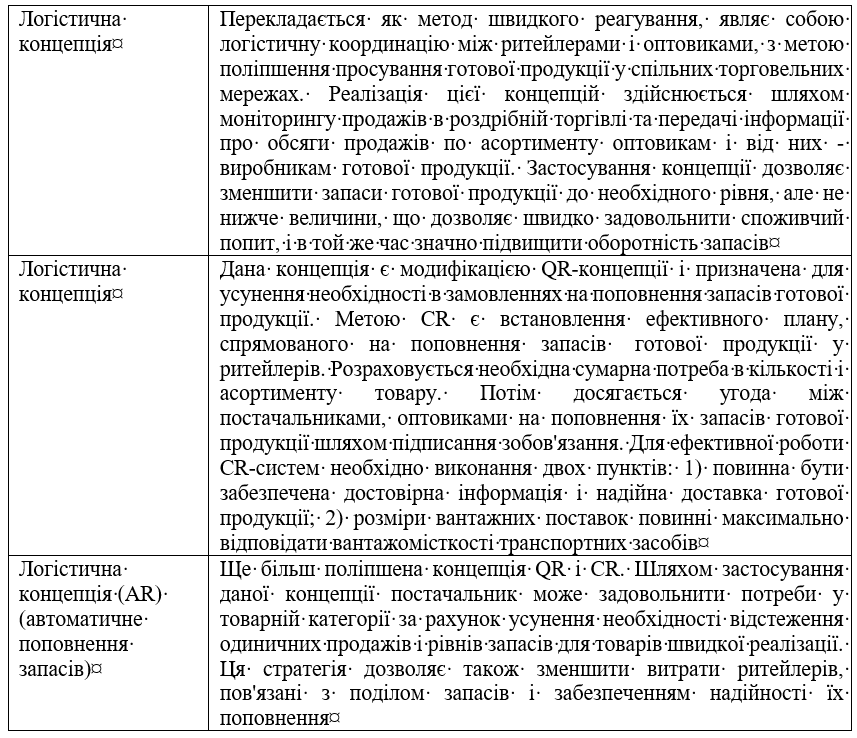 Логістична
концепція
Перекладається як метод швидкого реагування, являє собою
логістичну координацію між ритейлерами і оптовиками, з метою
поліпшення просування готової продукції у спільних торговельних
мережах. Реалізація цієї концепцій здійснюється шляхом
моніторингу продажів в роздрібній торгівлі та передачі інформації
про обсяги продажів по асортименту оптовикам і від них -
виробникам готової продукції. Застосування концепції дозволяє
зменшити запаси готової продукції до необхідного рівня, але не
нижче величини, що дозволяє швидко задовольнити споживчий
попит, і в той же час значно підвищити оборотність запасів
Логістична
концепція
Дана концепція є модифікацією QR-концепції і призначена для
усунення необхідності в замовленнях на поповнення запасів готової
продукції. Метою CR є встановлення ефективного плану,
спрямованого на поповнення запасів готової продукції у
ритейлерів. Розраховується необхідна сумарна потреба в кількості і
асортименту товару. Потім досягається угода між
постачальниками, оптовиками на поповнення їх запасів готової
продукції шляхом підписання зобов'язання. Для ефективної роботи
CR-систем необхідно виконання двох пунктів: 1) повинна бути
забезпечена достовірна інформація і надійна доставка готової
продукції; 2) розміри вантажних поставок повинні максимально
відповідати вантажомісткості транспортних засобів
Логістична
концепція (AR)
(автоматичне
поповнення
запасів)
Ще більш поліпшена концепція QR і CR. Шляхом застосування
даної концепції постачальник може задовольнити потреби у
товарній категорії за рахунок усунення необхідності відстеження
одиничних продажів і рівнів запасів для товарів швидкої реалізації.
Ця стратегія дозволяє також зменшити витрати ритейлерів,
пов'язані з поділом запасів і забезпеченням надійності їх
поповнення